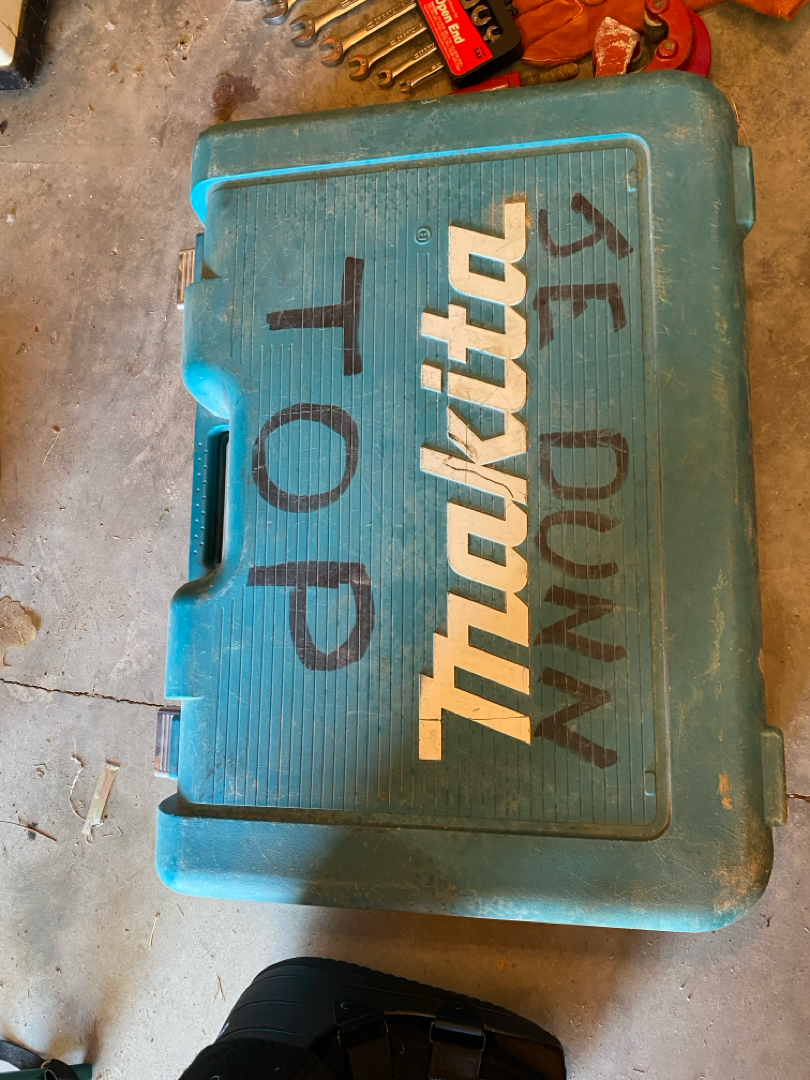 Open End
JE DUNN
makita®
TOP